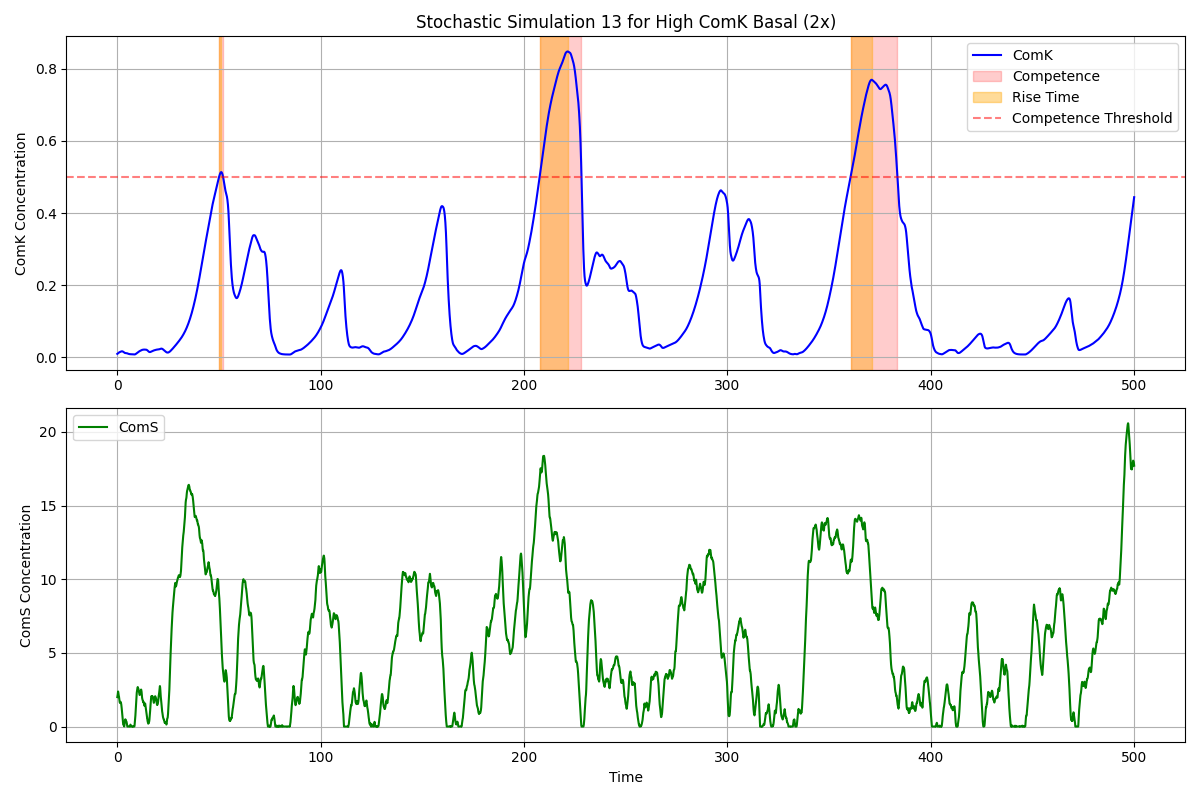 Stochastic Simulation 13 for High ComK Basal (2x)
ComK Concentration
0.8
0.6
0.4
0.2
0.0
ComK
Competence
Rise Time
Competence Threshold
0 100 200 300 400 500
ComS Concentration
20
15
10
5
0
ComS
0 100 200 300 400 500
Time